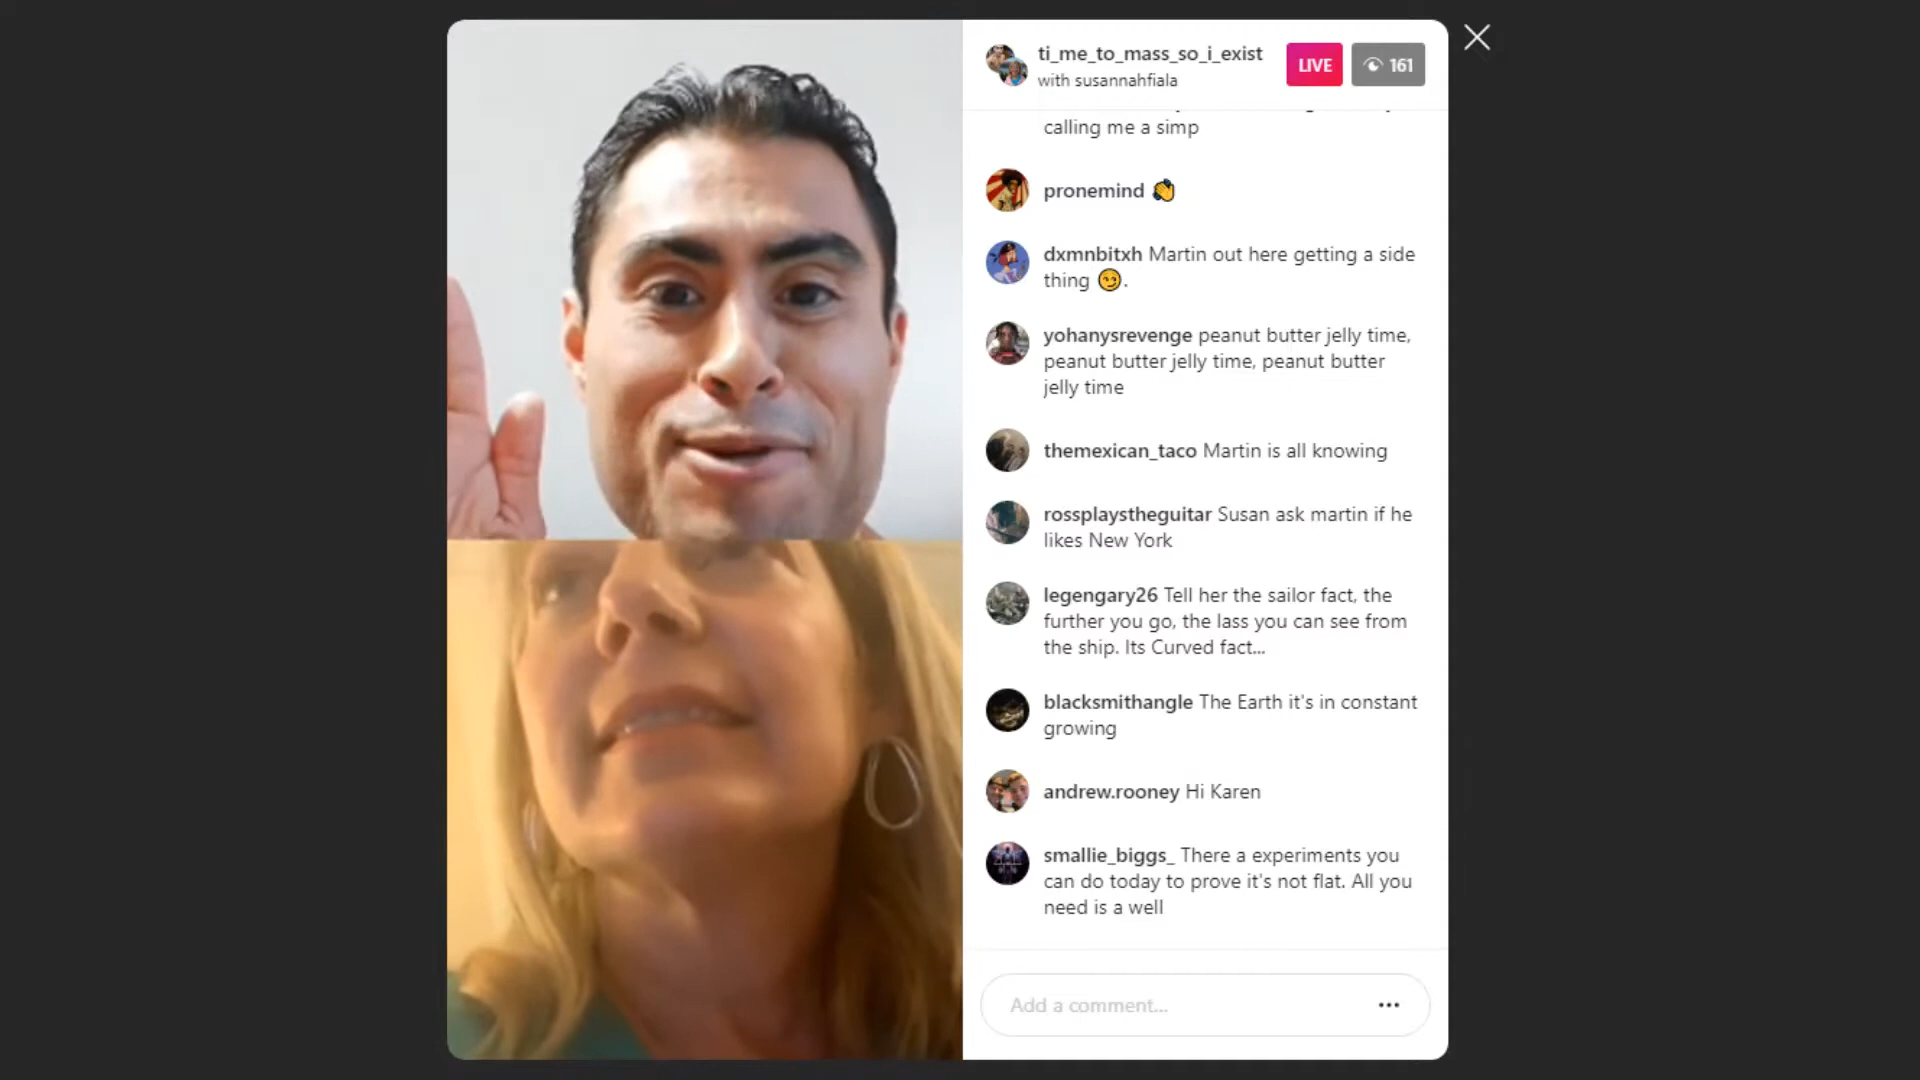 ti_me_to_mass_so_i_exist
with susannahfiala
LIVE
161
calling me a simp
pronemind 👏
dxmnbitxh Martin out here getting a side
thing 😏.
yohanysrevenge peanut butter jelly time,
peanut butter jelly time, peanut butter
jelly time
themexican_taco Martin is all knowing
rossplaystheguitar Susan ask martin if he
likes New York
legengary26 Tell her the sailor fact, the
further you go, the lass you can see from
the ship. Its Curved fact...
blacksmithangle The Earth it's in constant
growing
andrew.rooney Hi Karen
smallie_biggs_ There a experiments you
can do today to prove it's not flat. All you
need is a well
Add a comment...